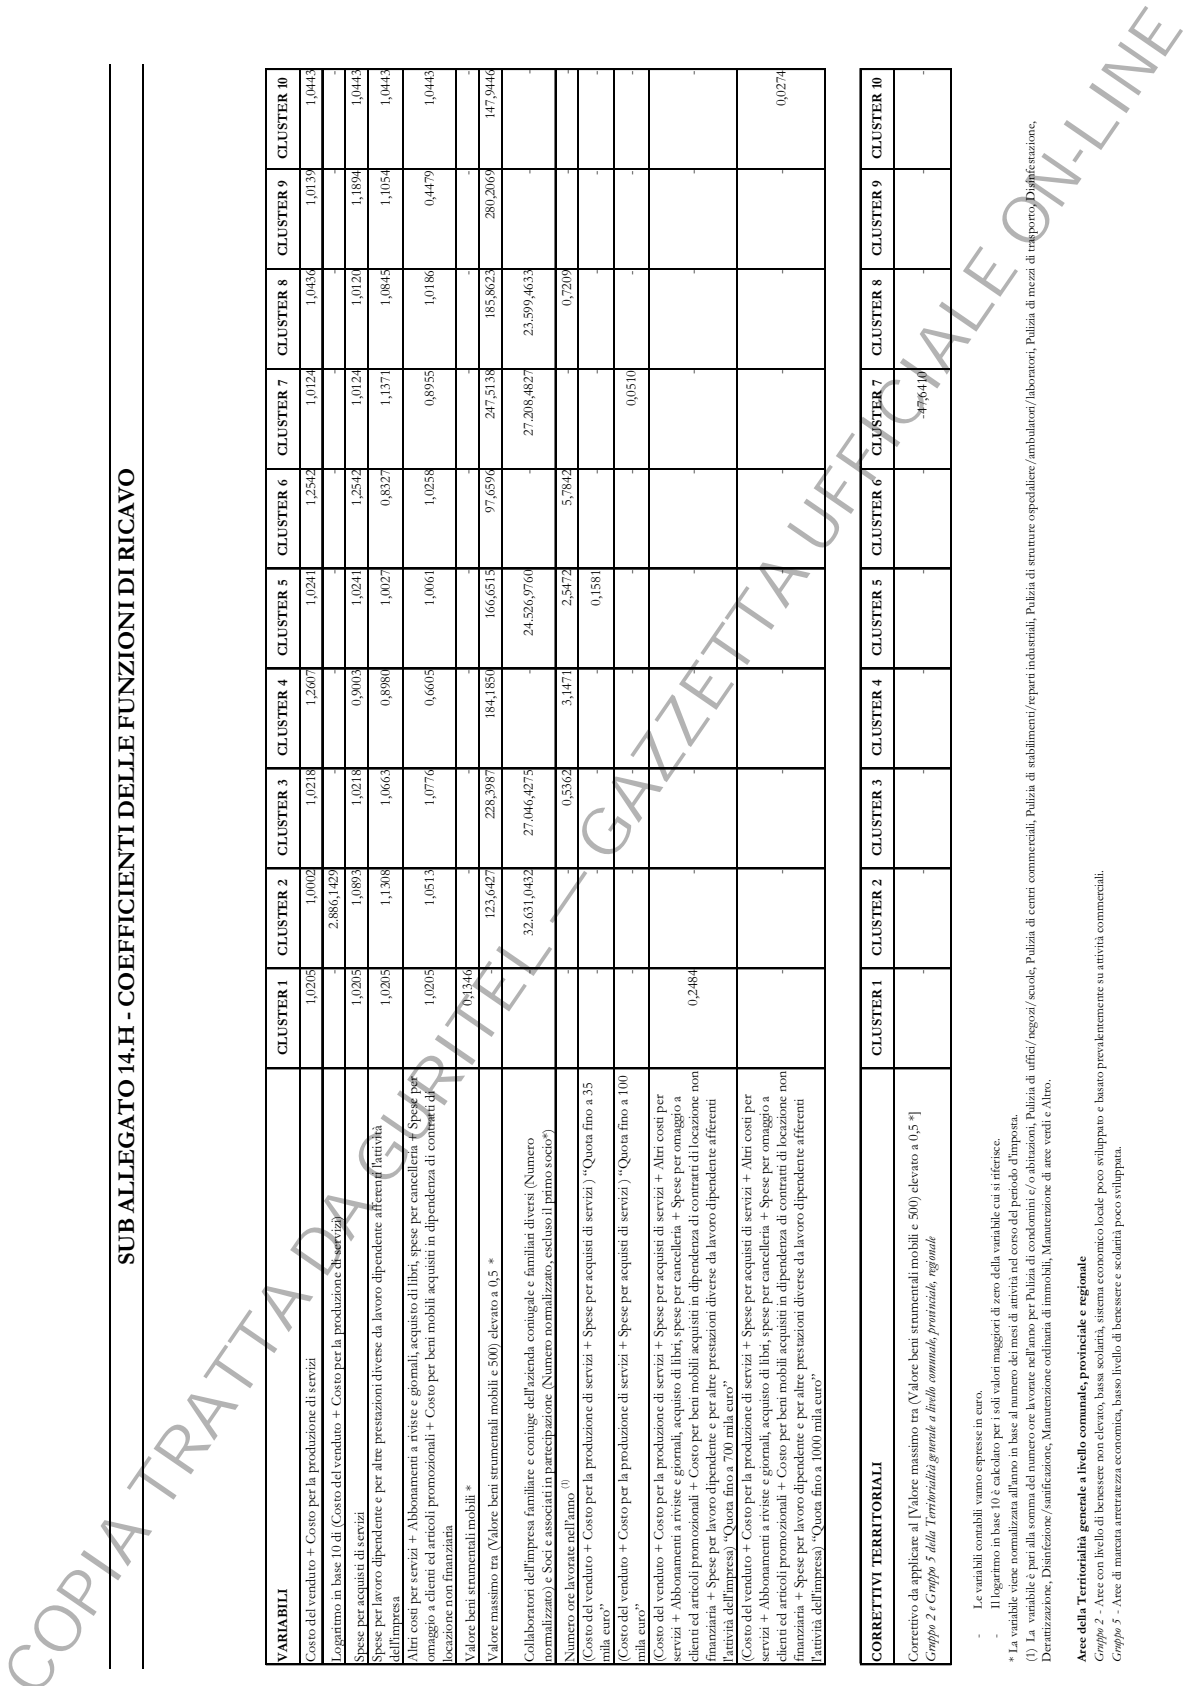 SUB ALLEGATO 14.H - COEFFICIENTI DELLE FUNZIONI DI RICAVO
VARIABILI CLUSTER 1 CLUSTER 2 CLUSTER 3 CLUSTER 4 CLUSTER 5 CLUSTER 6 CLUSTER 7 CLUSTER 8 CLUSTER 9 CLUSTER 10
Costo del venduto + Costo per la produzione di servizi 1,0205 1,0002 1,0218 1,2607 1,0241 1,2542 1,0124 1,0436 1,0139 1,0443
Logaritmo in base 10 di (Costo del venduto + Costo per la produzione di servizi) - 2.886,1429 - - - - - - - -
Spese per acquisti di servizi 1,0205 1,0893 1,0218 0,9003 1,0241 1,2542 1,0124 1,0120 1,1894 1,0443
Spese per lavoro dipendente e per altre prestazioni diverse da lavoro dipendente afferenti l'attività
dell'impresa 1,0205 1,1308 1,0663 0,8980 1,0027 0,8327 1,1371 1,0845 1,1054 1,0443
Altri costi per servizi + Abbonamenti a riviste e giornali, acquisto di libri, spese per cancelleria + Spese per
omaggio a clienti ed articoli promozionali + Costo per beni mobili acquisiti in dipendenza di contratti di
locazione non finanziaria 1,0205 1,0513 1,0776 0,6605 1,0061 1,0258 0,8955 1,0186 0,4479 1,0443
Valore beni strumentali mobili * 0,1346 - - - - - - - - -
Valore massimo tra (Valore beni strumentali mobili e 500) elevato a 0,5 * - 123,6427 228,3987 184,1850 166,6515 97,6596 247,5138 185,8623 280,2069 147,9446
Collaboratori dell'impresa familiare e coniuge dell'azienda coniugale e familiari diversi (Numero
normalizzato) e Soci e associati in partecipazione (Numero normalizzato, escluso il primo socio*) - 32.631,0432 27.046,4275 - 24.526,9760 - 27.208,4827 23.599,4633 - -
Numero ore lavorate nell'anno (1) - - 0,5362 3,1471 2,5472 5,7842 - 0,7209 - -
(Costo del venduto + Costo per la produzione di servizi + Spese per acquisti di servizi ) “Quota fino a 35
mila euro” - - - - 0,1581 - - - - -
(Costo del venduto + Costo per la produzione di servizi + Spese per acquisti di servizi ) “Quota fino a 100
mila euro” - - - - - - 0,0510 - - -
(Costo del venduto + Costo per la produzione di servizi + Spese per acquisti di servizi + Altri costi per
servizi + Abbonamenti a riviste e giornali, acquisto di libri, spese per cancelleria + Spese per omaggio a
clienti ed articoli promozionali + Costo per beni mobili acquisiti in dipendenza di contratti di locazione non
finanziaria + Spese per lavoro dipendente e per altre prestazioni diverse da lavoro dipendente afferenti
l'attività dell'impresa) “Quota fino a 700 mila euro” 0,2484 - - - - - - - - -
(Costo del venduto + Costo per la produzione di servizi + Spese per acquisti di servizi + Altri costi per
servizi + Abbonamenti a riviste e giornali, acquisto di libri, spese per cancelleria + Spese per omaggio a
clienti ed articoli promozionali + Costo per beni mobili acquisiti in dipendenza di contratti di locazione non
finanziaria + Spese per lavoro dipendente e per altre prestazioni diverse da lavoro dipendente afferenti
l'attività dell'impresa) “Quota fino a 1000 mila euro” - - - - - - - - - 0,0274
CORRETTIVI TERRITORIALI CLUSTER 1 CLUSTER 2 CLUSTER 3 CLUSTER 4 CLUSTER 5 CLUSTER 6 CLUSTER 7 CLUSTER 8 CLUSTER 9 CLUSTER 10
Correttivo da applicare al [Valore massimo tra (Valore beni strumentali mobili e 500) elevato a 0,5 *]
Gruppo 2 e Gruppo 5 della Territorialità generale a livello comunale, provinciale, regionale - - - - - - -47,6410 - - -
- Le variabili contabili vanno espresse in euro.
- Il logaritmo in base 10 è calcolato per i soli valori maggiori di zero della variabile cui si riferisce.
* La variabile viene normalizzata all'anno in base al numero dei mesi di attività nel corso del periodo d'imposta.
(1) La variabile è pari alla somma del numero ore lavorate nell'anno per Pulizia di condomini e/o abitazioni, Pulizia di uffici/negozi/scuole, Pulizia di centri commerciali, Pulizia di stabilimenti/reparti industriali, Pulizia di strutture ospedaliere/ambulatori/laboratori, Pulizia di mezzi di trasporto, Disinfestazione,
Derattizzazione, Disinfezione/sanificazione, Manutenzione ordinaria di immobili, Manutenzione di aree verdi e Altro.
Aree della Territorialità generale a livello comunale, provinciale e regionale
Gruppo 2 - Aree con livello di benessere non elevato, bassa scolarità, sistema economico locale poco sviluppato e basato prevalentemente su attività commerciali.
Gruppo 5 - Aree di marcata arretratezza economica, basso livello di benessere e scolarità poco sviluppata.
COPIA TRATTA DA GURITEL — GAZZETTA UFFICIALE ON-LINE